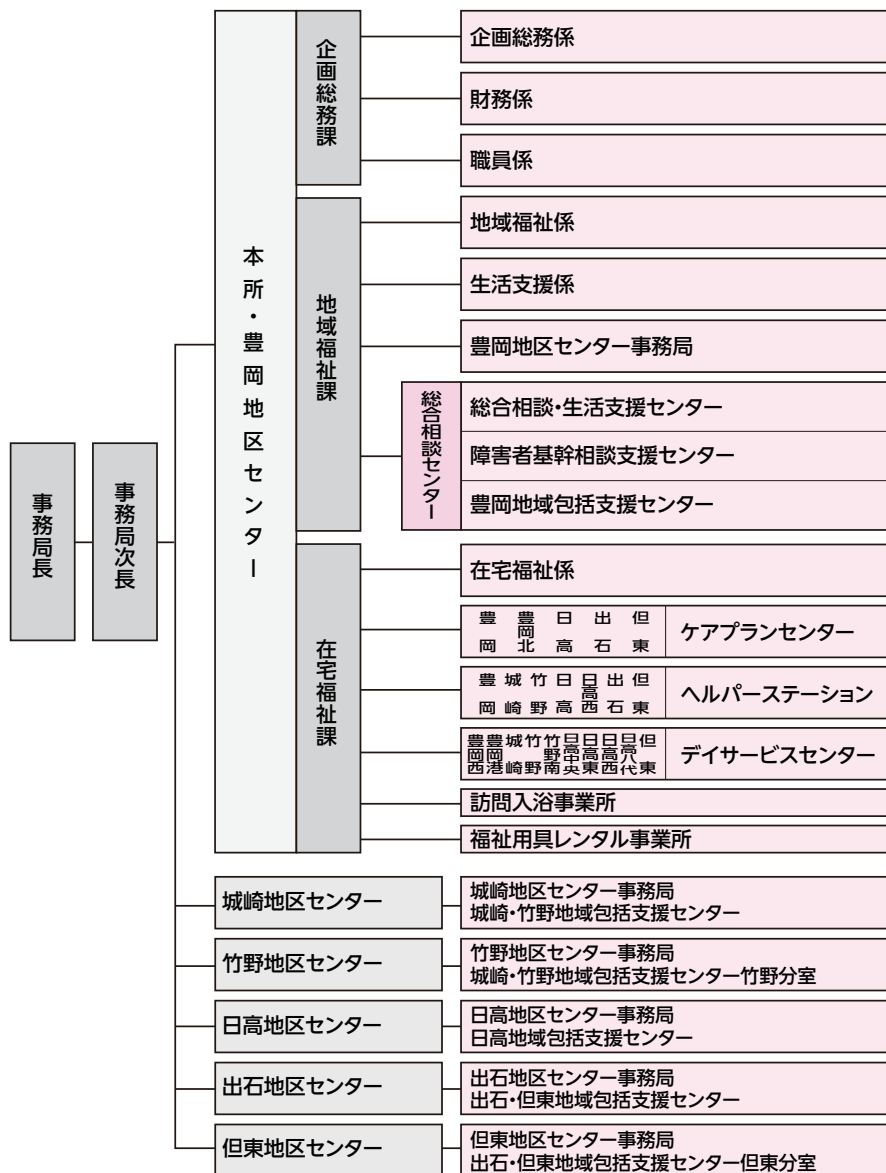 事務局長
事務局次長
本所・豊岡地区センター
企画総務課
企画総務係
財務係
職員係
地域福祉課
地域福祉係
生活支援係
豊岡地区センター事務局
総合相談センター
総合相談・生活支援センター
障害者基幹相談支援センター
豊岡地域包括支援センター
在宅福祉課
在宅福祉係
豊岡 豊岡北 日高 出石 但東 ケアプランセンター
豊岡 城崎 竹野 日高 日高西 出石 但東 ヘルパーステーション
豊岡西 豊岡港 城崎 竹野 竹野南 日高中央 日高東 日高西 日高八代 但東 デイサービスセンター
訪問入浴事業所
福祉用具レンタル事業所
城崎地区センター
城崎地区センター事務局
城崎・竹野地域包括支援センター
竹野地区センター
竹野地区センター事務局
城崎・竹野地域包括支援センター竹野分室
日高地区センター
日高地区センター事務局
日高地域包括支援センター
出石地区センター
出石地区センター事務局
出石・但東地域包括支援センター
但東地区センター
但東地区センター事務局
出石・但東地域包括支援センター但東分室